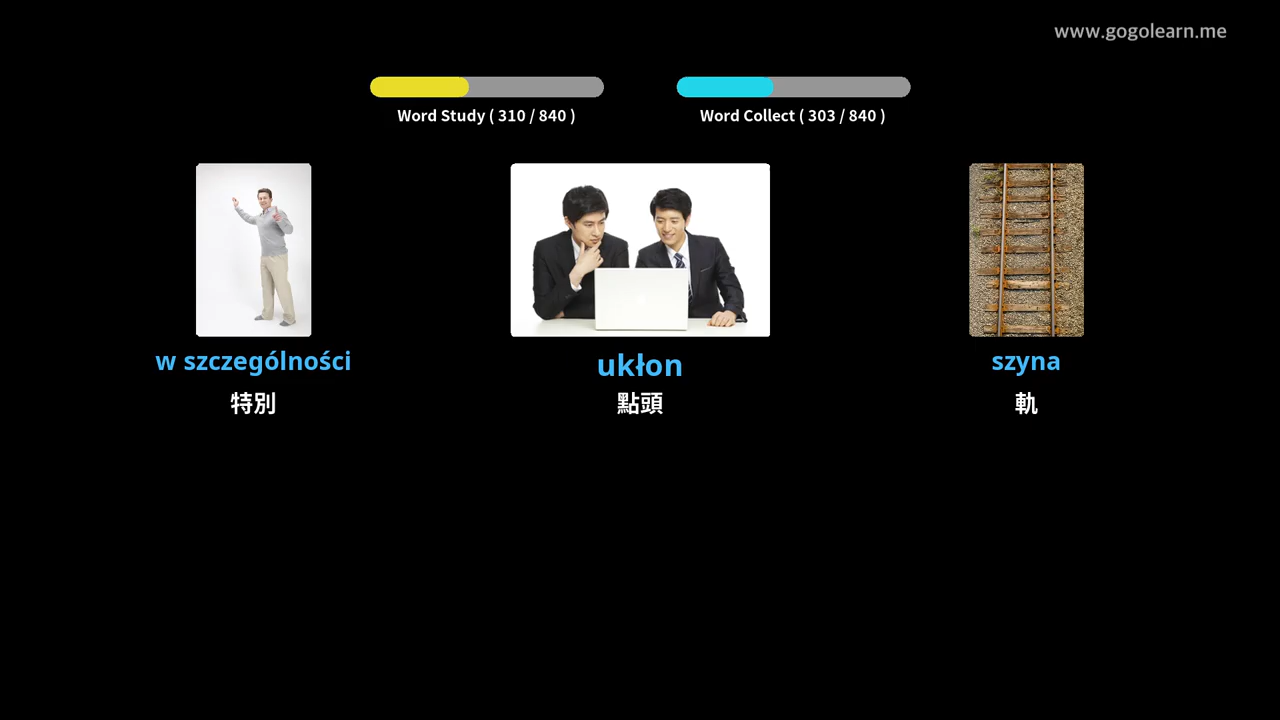 www.gogolearn.me
Word Study ( 310 / 840 )
Word Collect ( 303 / 840 )
w szczególności
ukłon
szyna
特別
點頭
軌